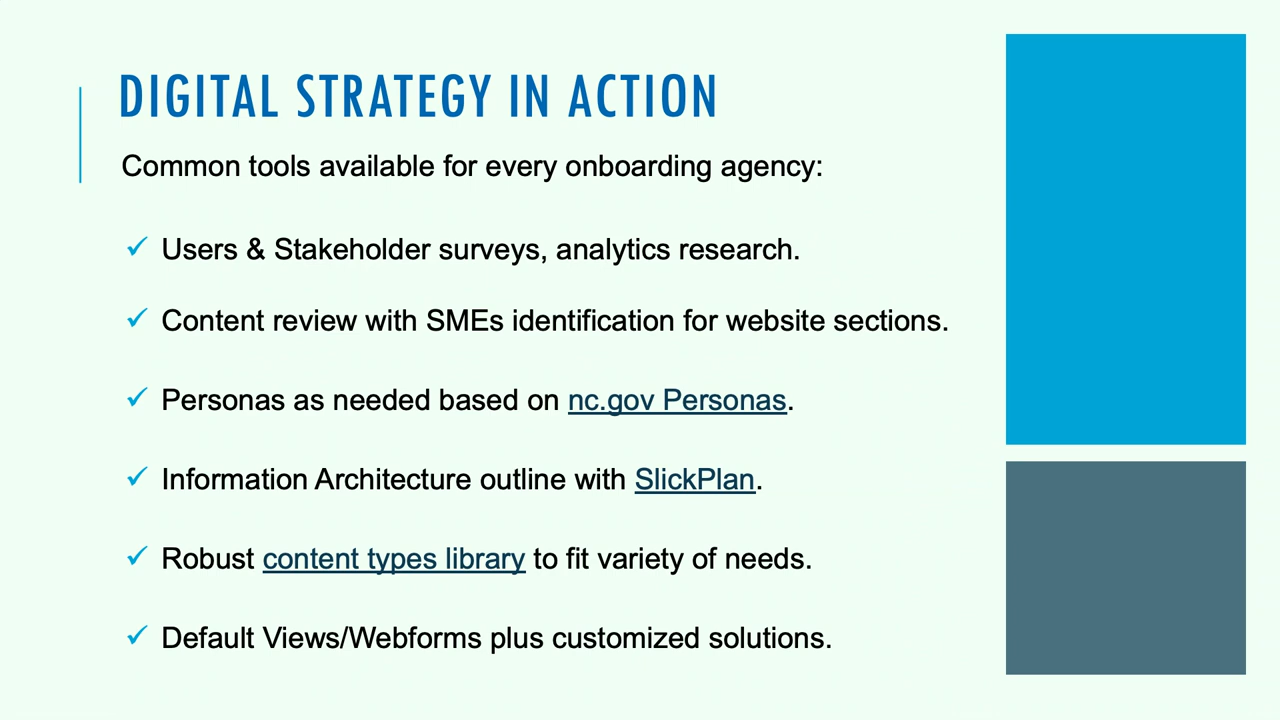 DIGITAL STRATEGY IN ACTION
Common tools available for every onboarding agency:
✓ Users & Stakeholder surveys, analytics research.
✓ Content review with SMEs identification for website sections.
✓ Personas as needed based on nc.gov Personas.
✓ Information Architecture outline with SlickPlan.
✓ Robust content types library to fit variety of needs.
✓ Default Views/Webforms plus customized solutions.